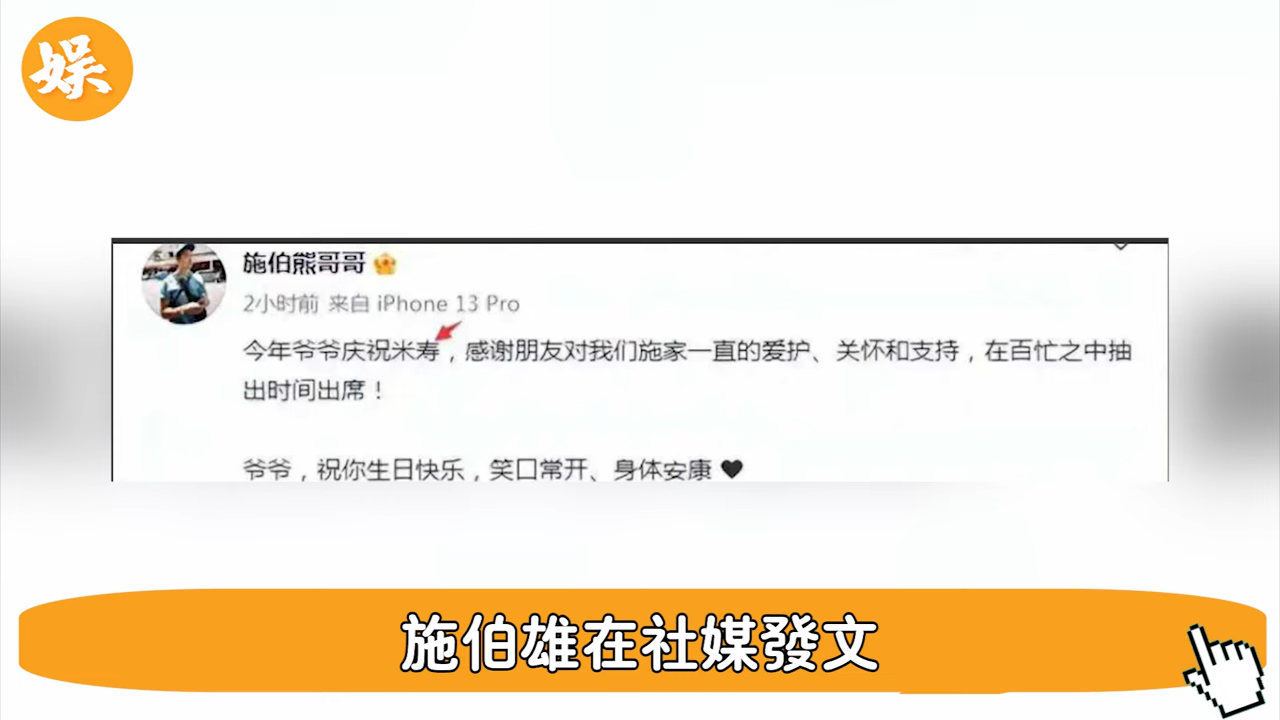 娱
施伯熊哥哥
2小时前 来自 iPhone 13 Pro
今年爷爷庆祝米寿，感谢朋友对我们施家一直的爱护、关怀和支持，在百忙之中抽
出时间出席！
爷爷，祝你生日快乐，笑口常开、身体安康🖤
施伯雄在社媒發文